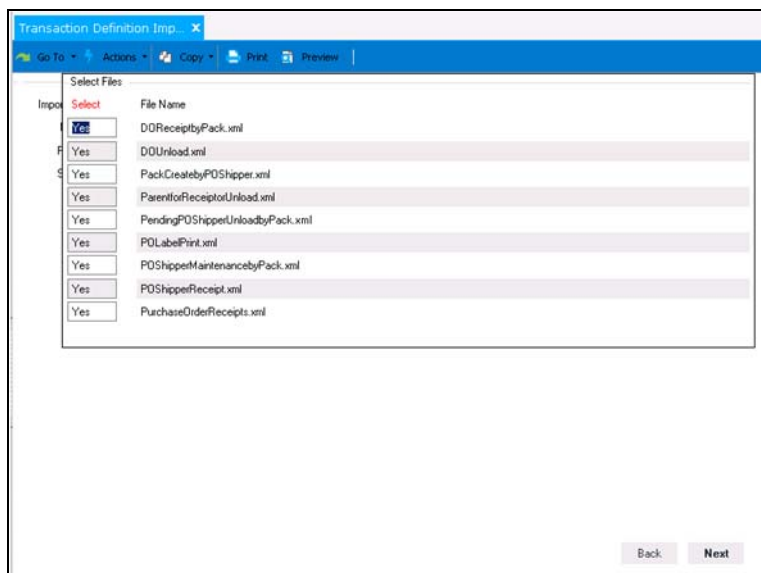 Transaction Definition Imp... X
Go To Actions Copy Print Preview
Select Files
Impo Select File Name
Yes DOReceiptbyPack.xml
Yes DOUnload.xml
Yes PackCreatebyPOShipper.xml
Yes ParentforReceiptorUnload.xml
Yes PendingPOShipperUnloadbyPack.xml
Yes POLabelPrint.xml
Yes POShipperMaintenancebyPack.xml
Yes POShipperReceipt.xml
Yes PurchaseOrderReceipts.xml
Back Next